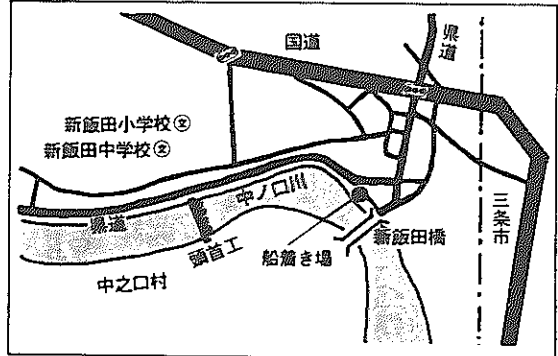 国道
県道
新飯田小学校㊛
新飯田中学校㊛
中ノ口川
県道
頭首工
船着き場
新飯田橋
三条市
中之口村